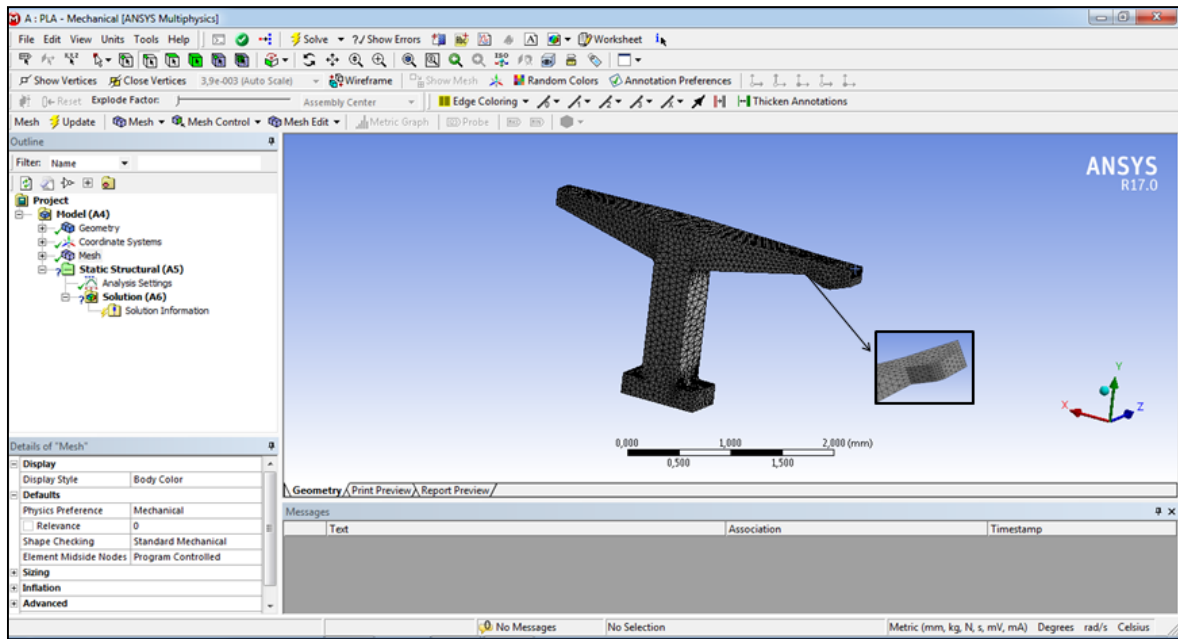 A : PLA - Mechanical [ANSYS Multiphysics]
File Edit View Units Tools Help Solve ?/ Show Errors Worksheet
Show Vertices Close Vertices 3,9e-003 (Auto Scale) Wireframe Show Mesh Random Colors Annotation Preferences
Reset Explode Factor: Assembly Center Edge Coloring Thicken Annotations
Mesh Update Mesh Mesh Control Mesh Edit Metric Graph Probe
Outline
Filter: Name
Project
Model (A4)
Geometry
Coordinate Systems
Mesh
Static Structural (A5)
Analysis Settings
Solution (A6)
Solution Information
ANSYS
R17.0
Y
X
Z
0,000 1,000 2,000 (mm)
0,500 1,500
Geometry Print Preview Report Preview
Details of "Mesh"
Display
Display Style Body Color
Defaults
Physics Preference Mechanical
Relevance 0
Shape Checking Standard Mechanical
Element Midside Nodes Program Controlled
Sizing
Inflation
Advanced
Messages
Text Association Timestamp
No Messages No Selection Metric (mm, kg, N, s, mV, mA) Degrees rad/s Celsius